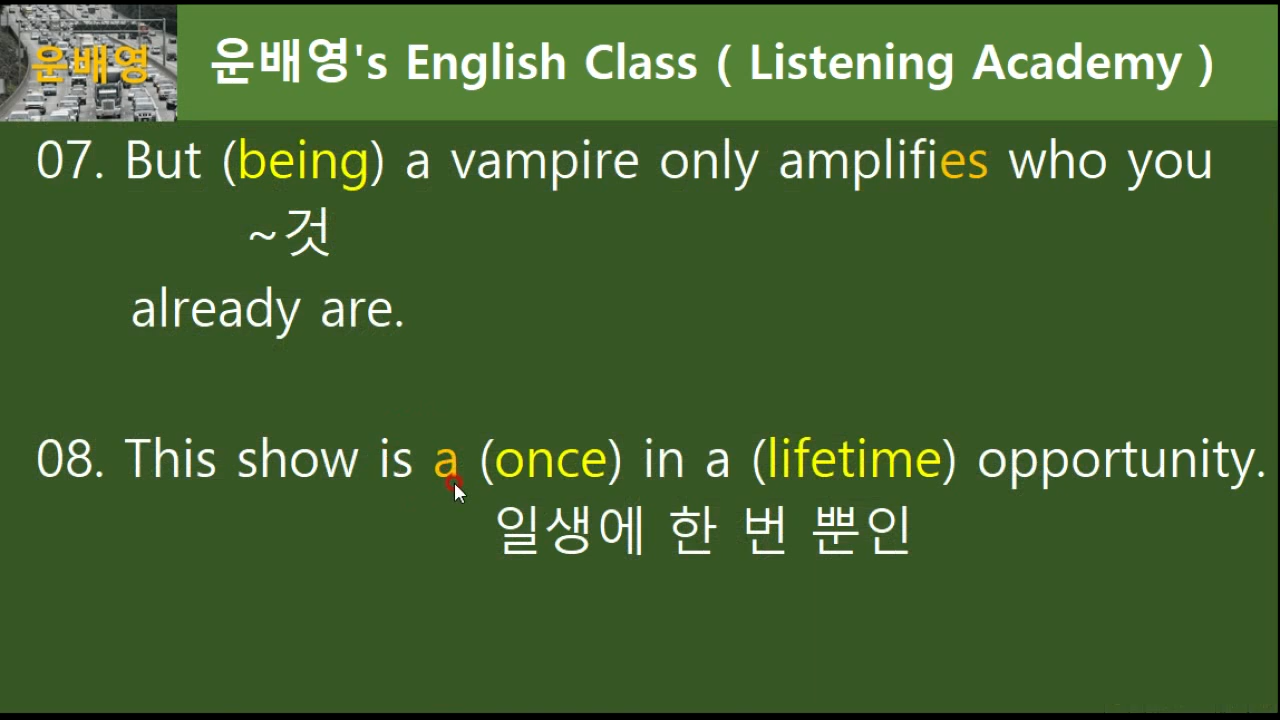 운배영
운배영's English Class ( Listening Academy )
07. But (being) a vampire only amplifies who you
~것
already are.
08. This show is a (once) in a (lifetime) opportunity.
일생에 한 번 뿐인